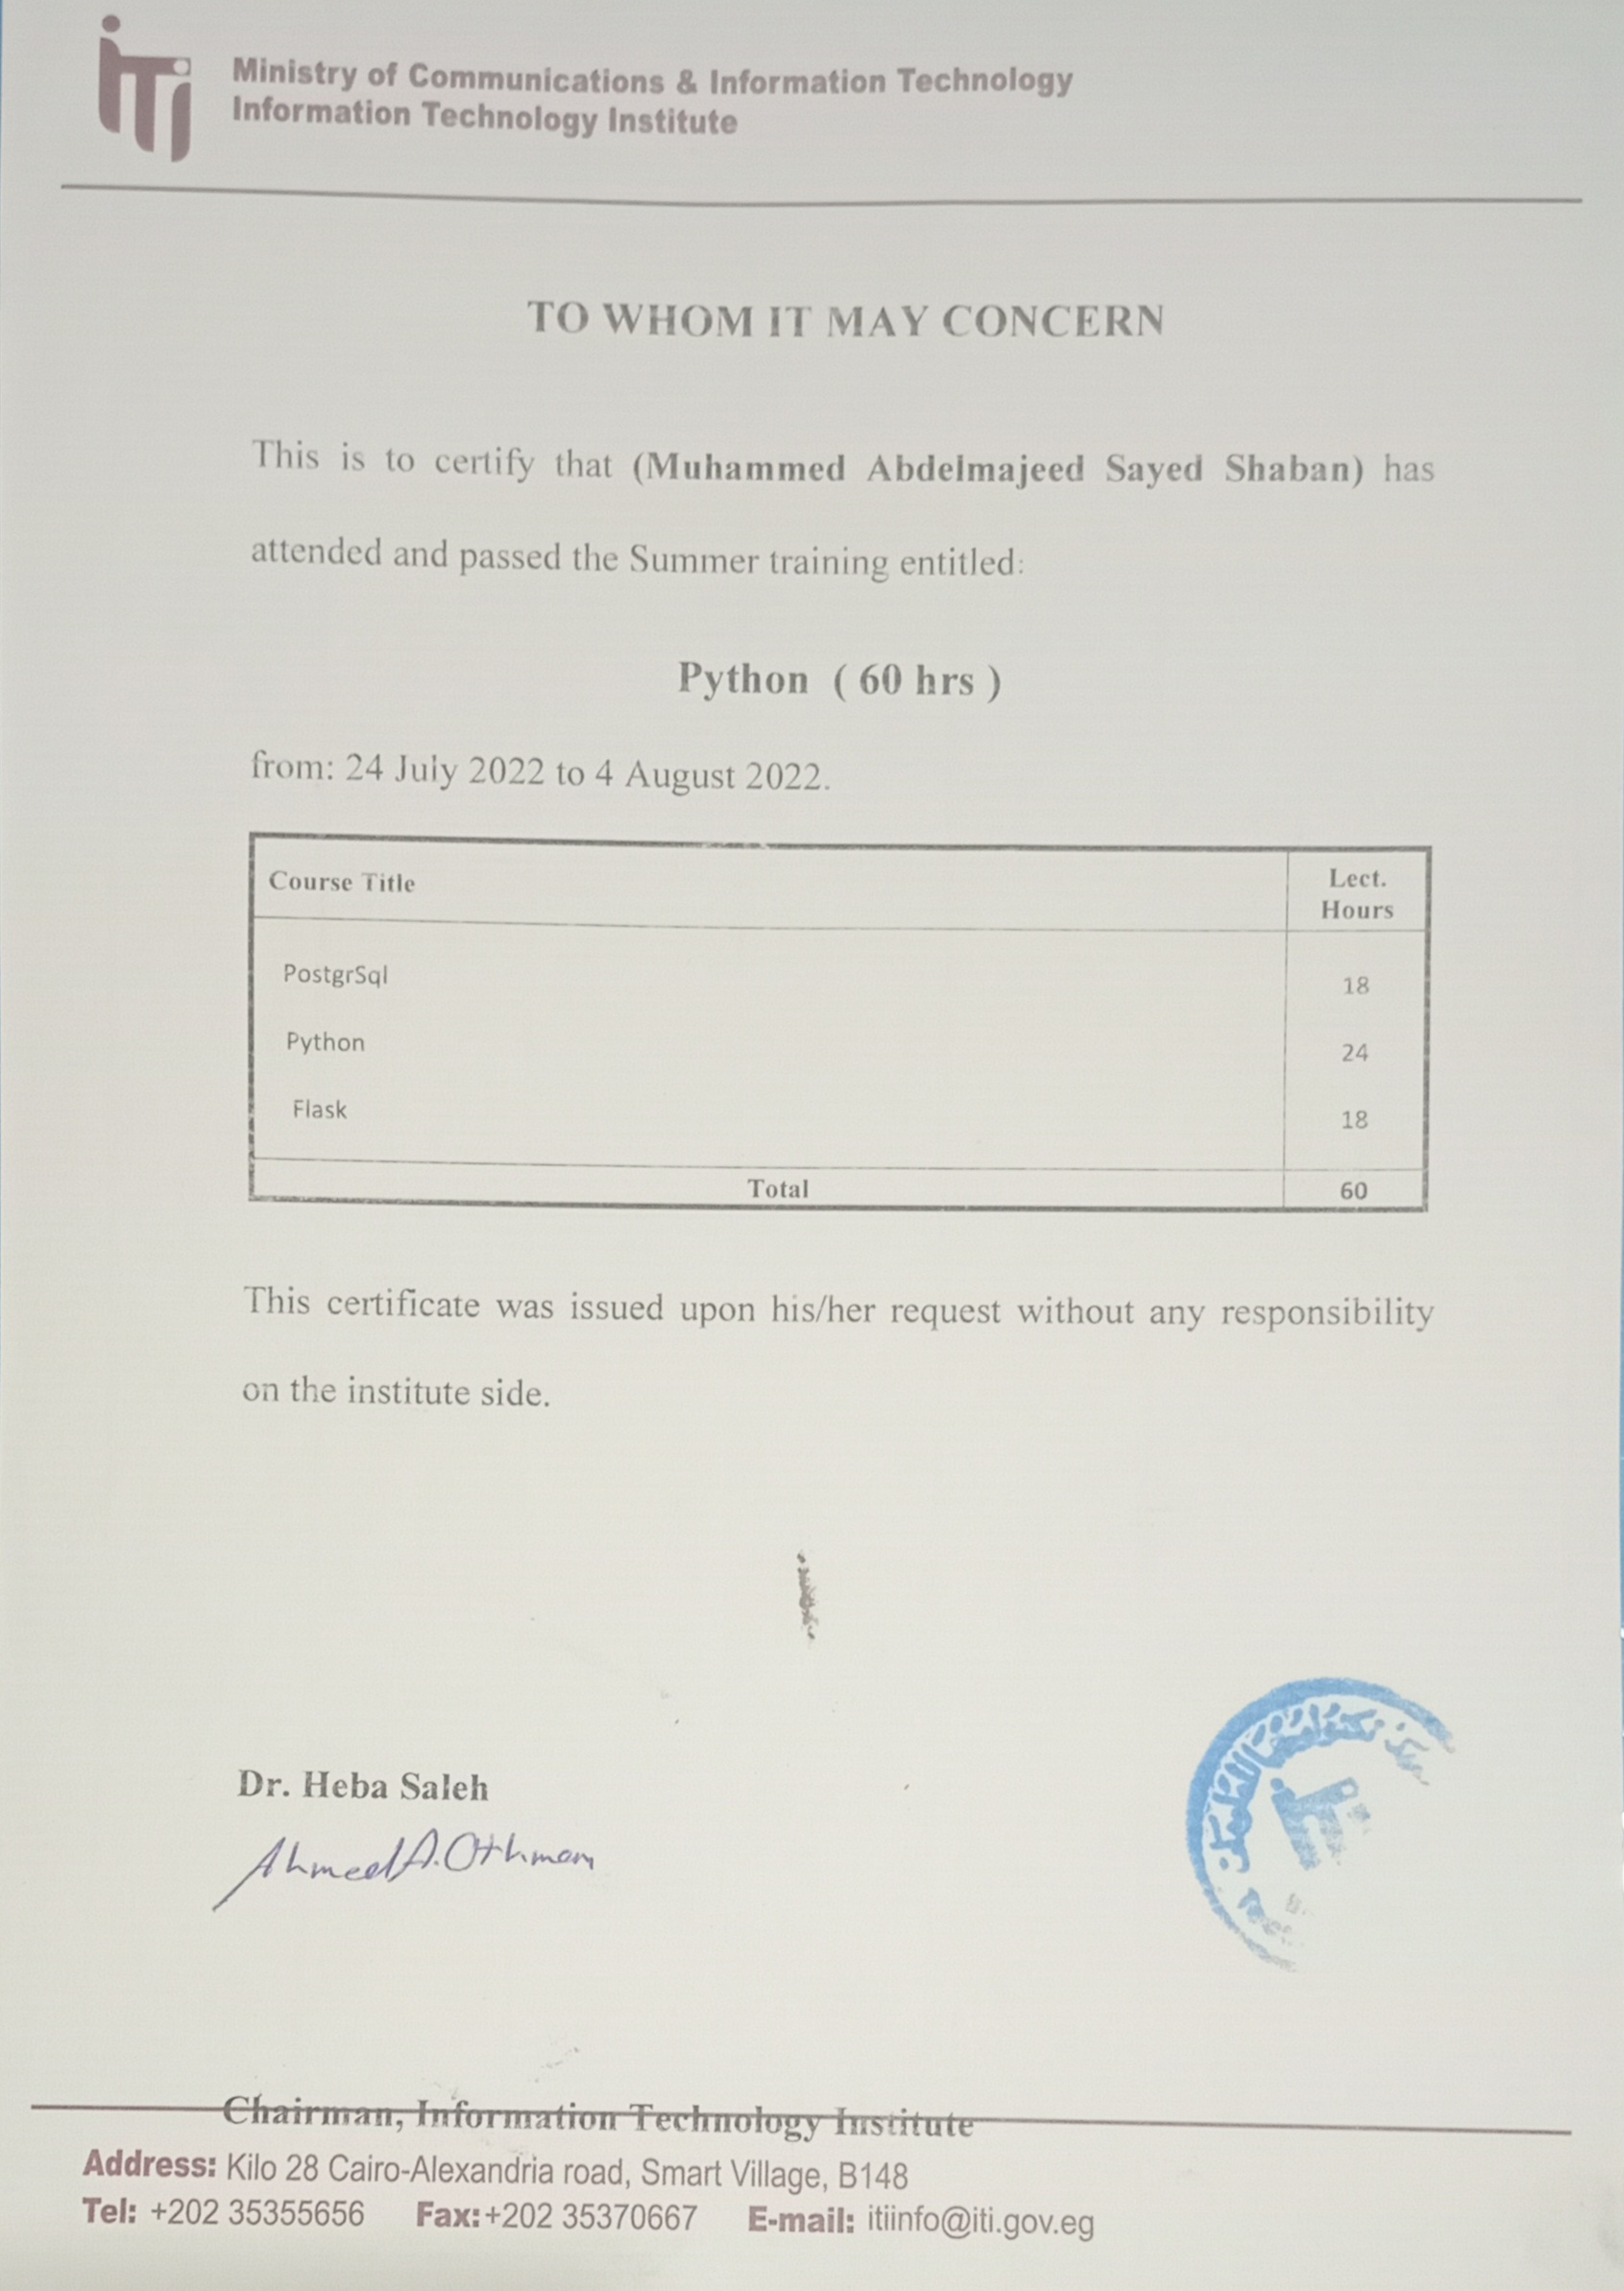 iTi
Ministry of Communications & Information Technology
Information Technology Institute
TO WHOM IT MAY CONCERN
This is to certify that (Muhammed Abdelmajeed Sayed Shaban) has
attended and passed the Summer training entitled:
Python ( 60 hrs )
from: 24 July 2022 to 4 August 2022.
Course Title Lect. Hours
PostgrSql 18
Python 24
Flask 18
Total 60
This certificate was issued upon his/her request without any responsibility
on the institute side.
Dr. Heba Saleh
Ahmed A. Othman
iTi
Chairman, Information Technology Institute
Address: Kilo 28 Cairo-Alexandria road, Smart Village, B148
Tel: +202 35355656 Fax:+202 35370667 E-mail: itiinfo@iti.gov.eg